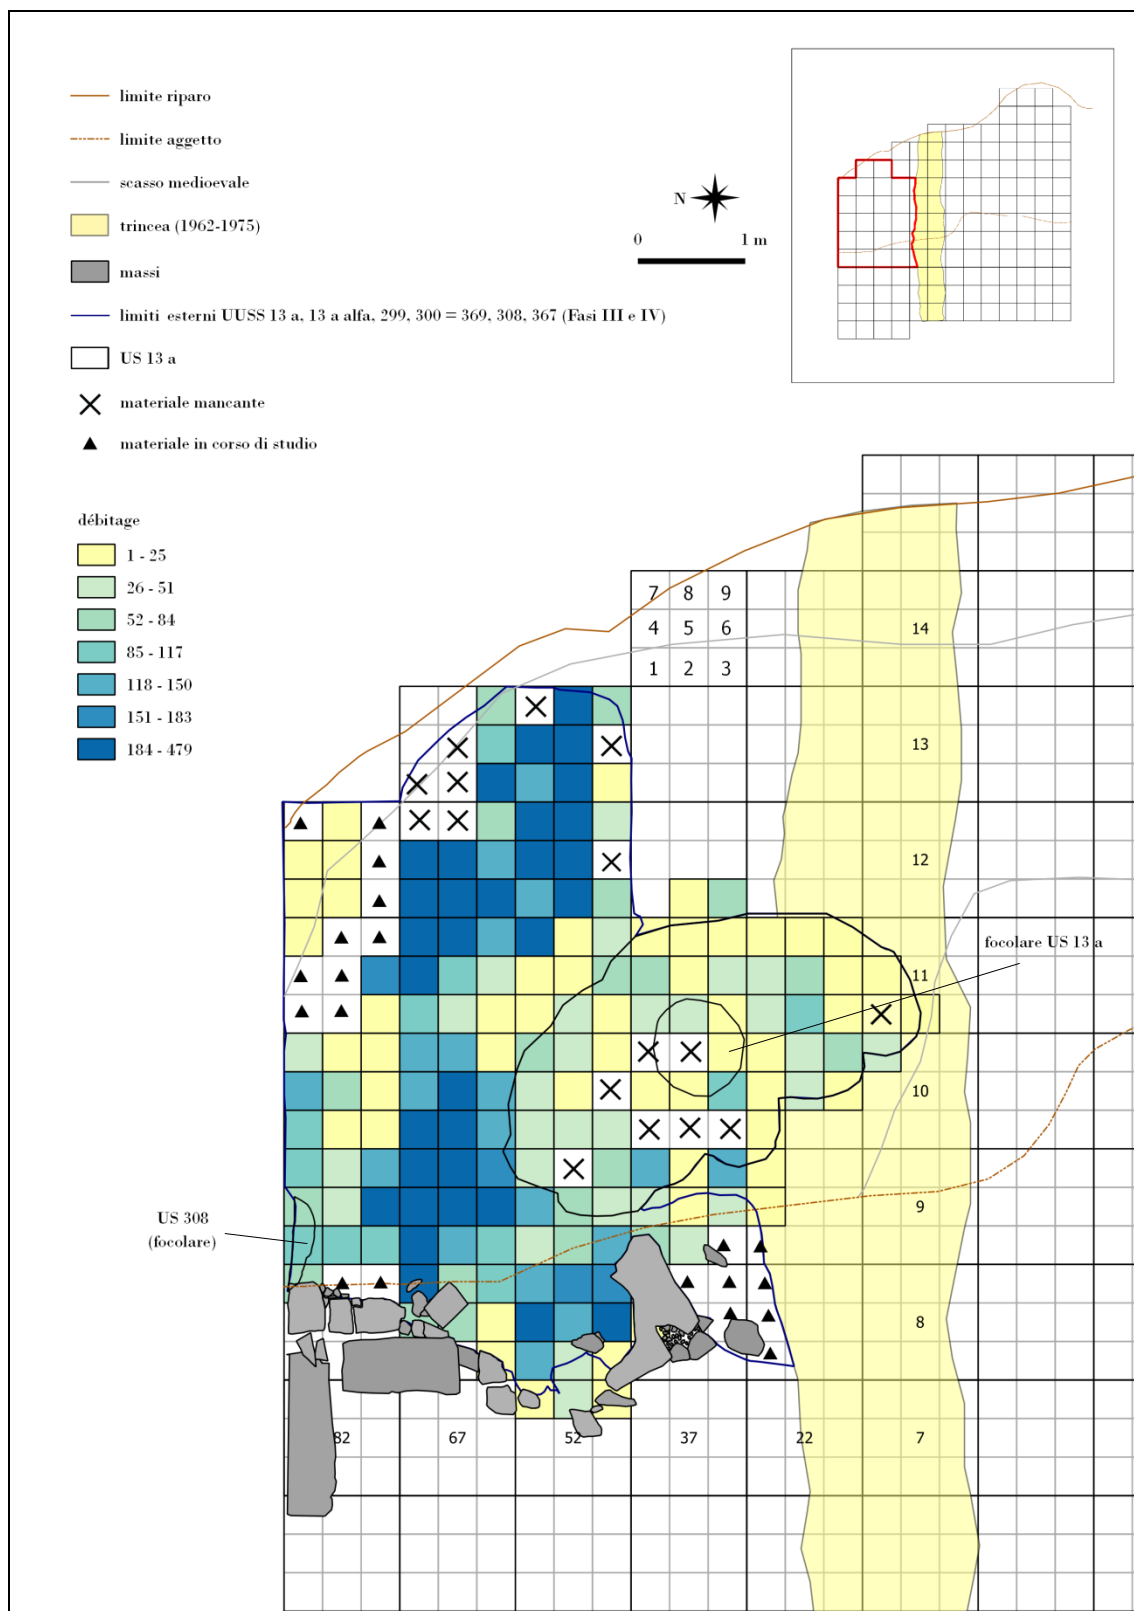 limite riparo
limite aggetto
scasso medioevale
trincea (1962-1975)
massi
limiti esterni UUSS 13 a, 13 a alfa, 299, 300 = 369, 308, 367 (Fasi III e IV)
US 13 a
materiale mancante
materiale in corso di studio
N
0 1 m
débitage
1 - 25
26 - 51
52 - 84
85 - 117
118 - 150
151 - 183
184 - 479
7 8 9
4 5 6
1 2 3
14
13
12
focolare US 13 a
11
10
9
US 308
(focolare)
8
82 67 52 37 22 7